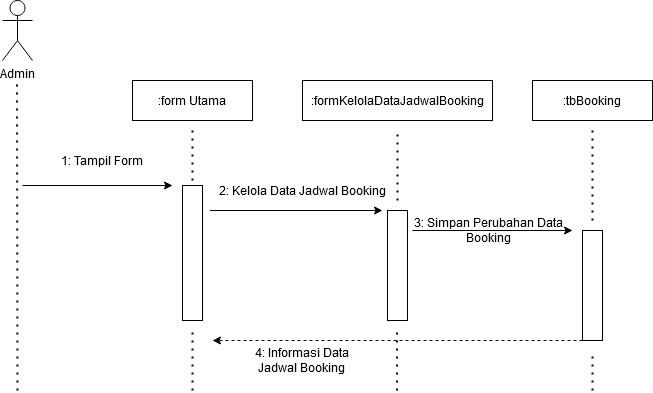 Admin
:form Utama
:formKelolaDataJadwalBooking
:tbBooking
1: Tampil Form
2: Kelola Data Jadwal Booking
3: Simpan Perubahan Data
Booking
4: Informasi Data
Jadwal Booking